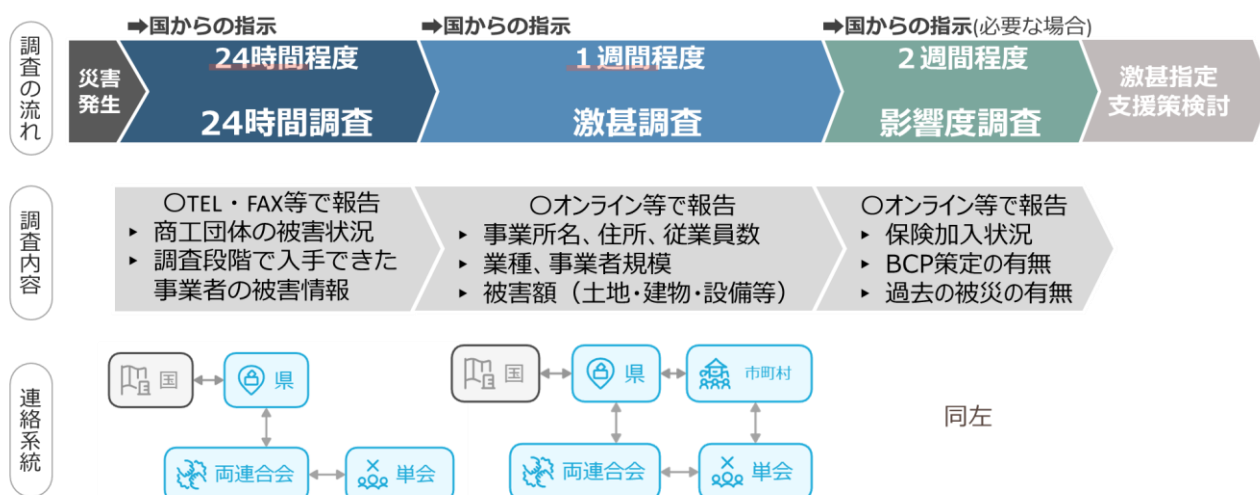 ➡国からの指示
➡国からの指示
➡国からの指示(必要な場合)
調査の流れ
災害
発生
24時間程度
24時間調査
１週間程度
激甚調査
２週間程度
影響度調査
激甚指定
支援策検討
調査内容
〇TEL・FAX等で報告
▸ 商工団体の被害状況
▸ 調査段階で入手できた
事業者の被害情報
〇オンライン等で報告
▸ 事業所名、住所、従業員数
▸ 業種、事業者規模
▸ 被害額（土地・建物・設備等）
〇オンライン等で報告
▸ 保険加入状況
▸ BCP策定の有無
▸ 過去の被災の有無
連絡系統
国
県
両連合会
単会
国
県
市町村
両連合会
単会
同左